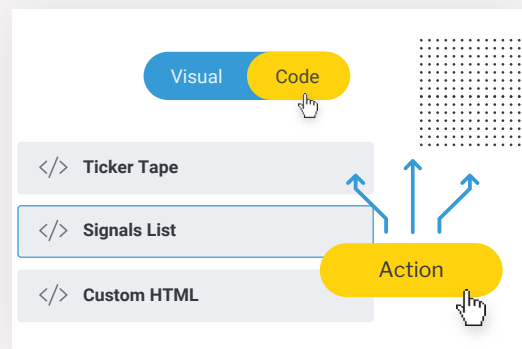 Visual Code
</> Ticker Tape
</> Signals List
Action
</> Custom HTML